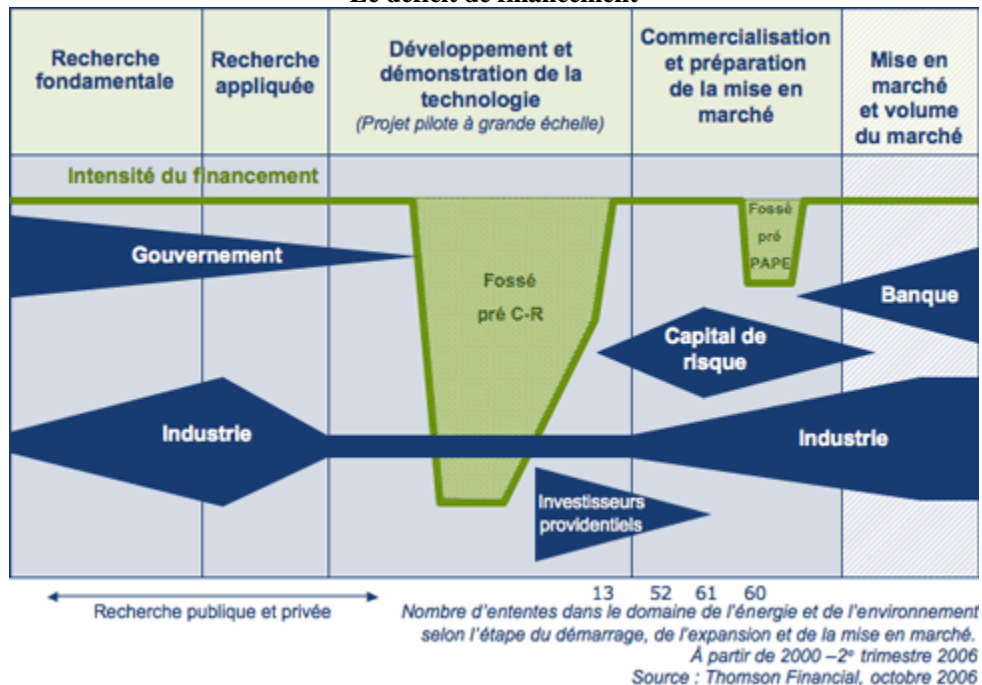 Le déficit de financement
Recherche
fondamentale
Recherche
appliquée
Développement et
démonstration de la
technologie
(Projet pilote à grande échelle)
Commercialisation
et préparation
de la mise en
marché
Mise en
marché
et volume
du marché
Intensité du financement
Gouvernement
Fossé
pré C-R
Fossé
pré
PAPE
Banque
Capital de
risque
Industrie
Industrie
Investisseurs
providentiels
13 52 61 60
Recherche publique et privée
Nombre d'ententes dans le domaine de l'énergie et de l'environnement
selon l'étape du démarrage, de l'expansion et de la mise en marché.
À partir de 2000 –2e trimestre 2006
Source : Thomson Financial, octobre 2006